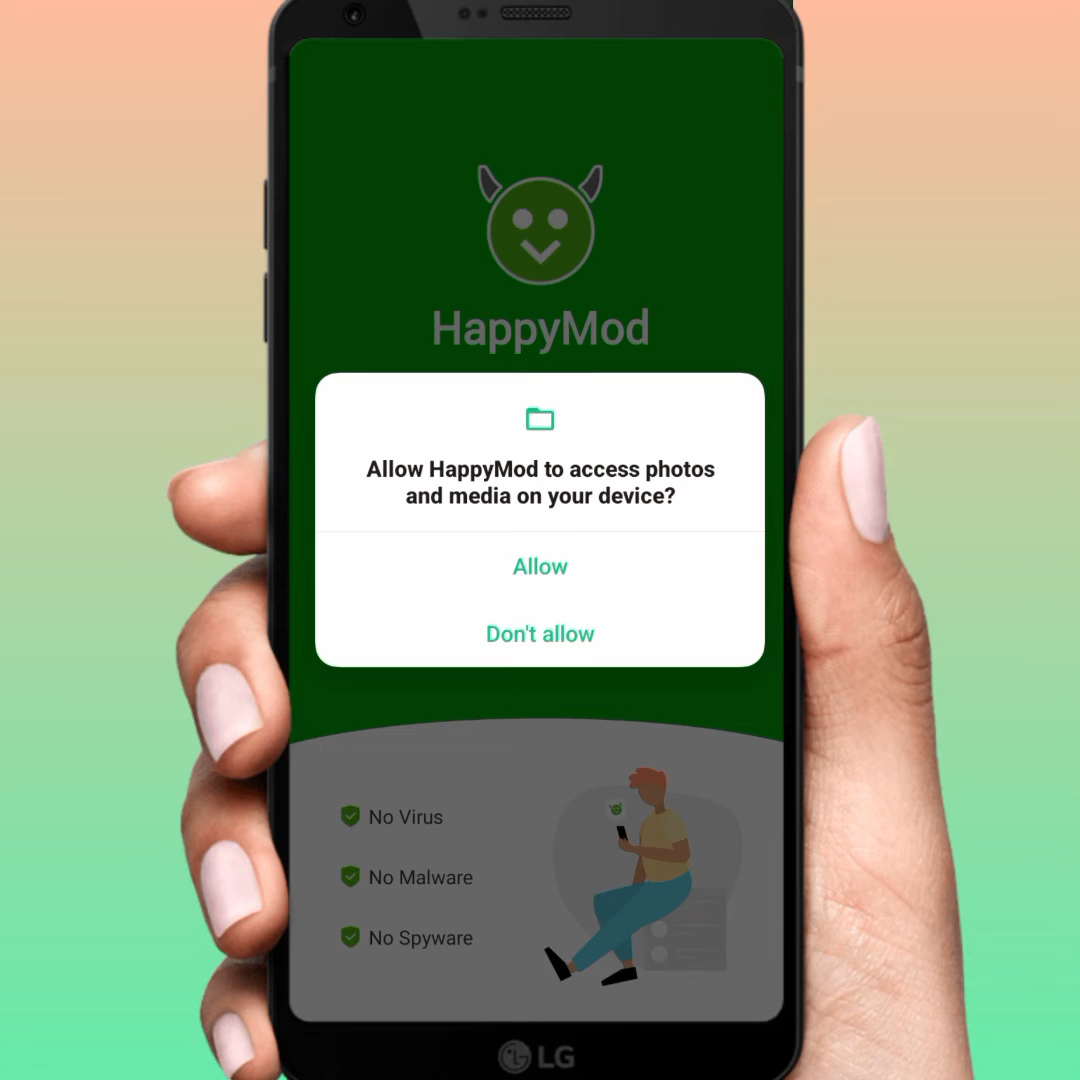 HappyMod
Allow HappyMod to access photos
and media on your device?
Allow
Don't allow
No Virus
No Malware
No Spyware
LG